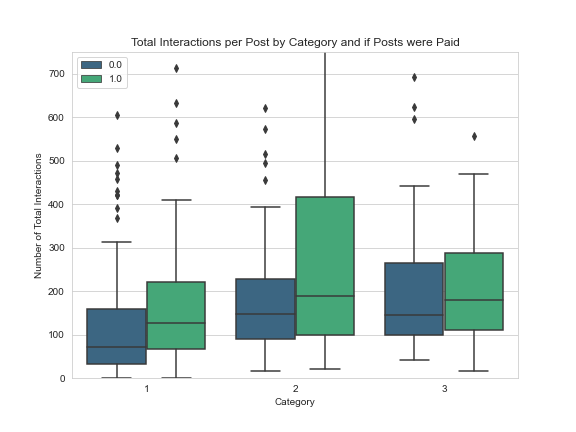 Total Interactions per Post by Category and if Posts were Paid
0.0
1.0
700
600
500
400
300
200
100
0
Number of Total Interactions
1 2 3
Category